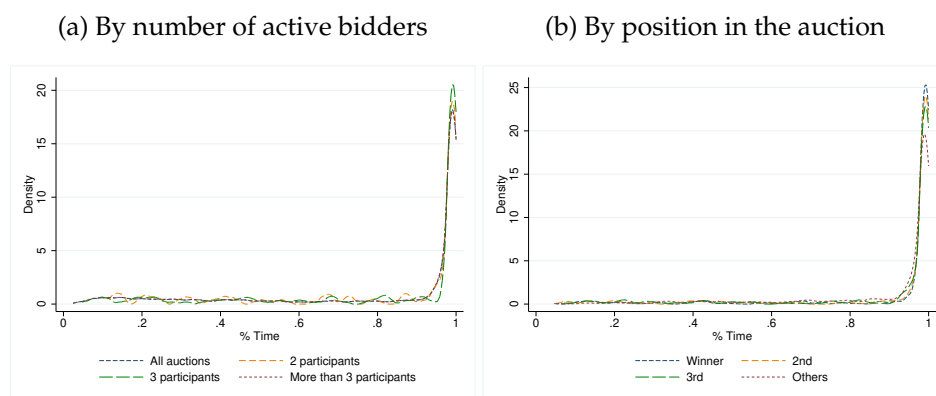 (a) By number of active bidders
(b) By position in the auction
20
15
10
5
0
Density
0 .2 .4 .6 .8 1
% Time
All auctions 2 participants
3 participants More than 3 participants
25
20
15
10
5
0
Density
0 .2 .4 .6 .8 1
% Time
Winner 2nd
3rd Others